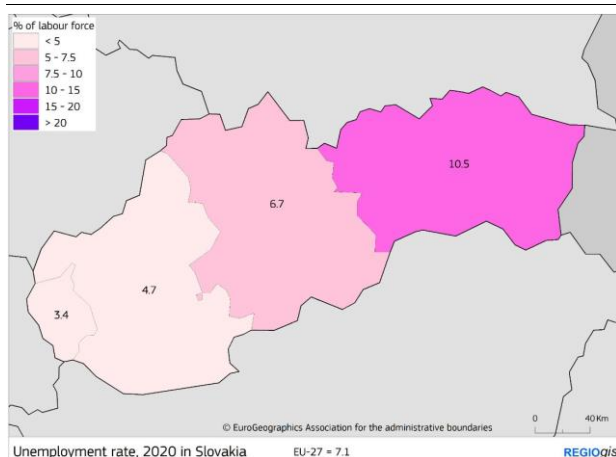 % of labour force
< 5
5 - 7.5
7.5 - 10
10 - 15
15 - 20
> 20
10.5
6.7
4.7
3.4
© EuroGeographics Association for the administrative boundaries
0 40 Km
Unemployment rate, 2020 in Slovakia EU-27 = 7.1 REGIOgis